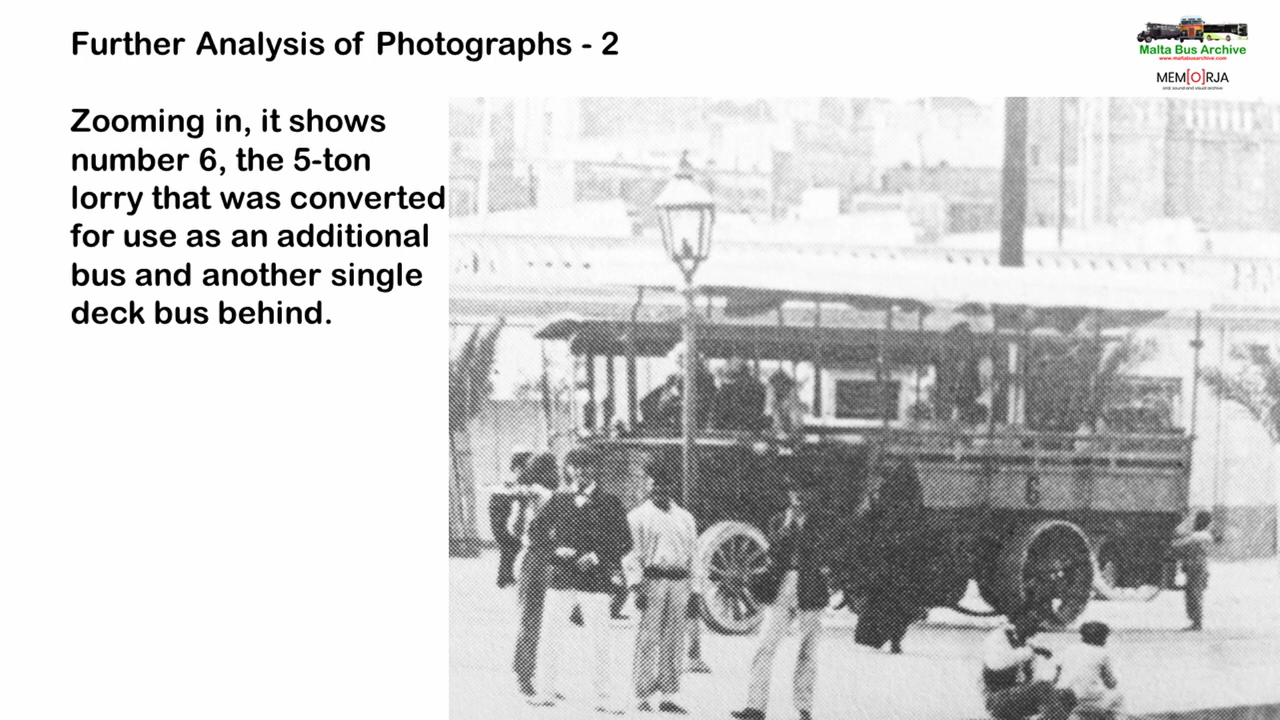 Further Analysis of Photographs - 2
Malta Bus Archive
www.maltabusarchive.com
MEM[O]RJA
oral, sound and visual archive
Zooming in, it shows
number 6, the 5-ton
lorry that was converted
for use as an additional
bus and another single
deck bus behind.
6